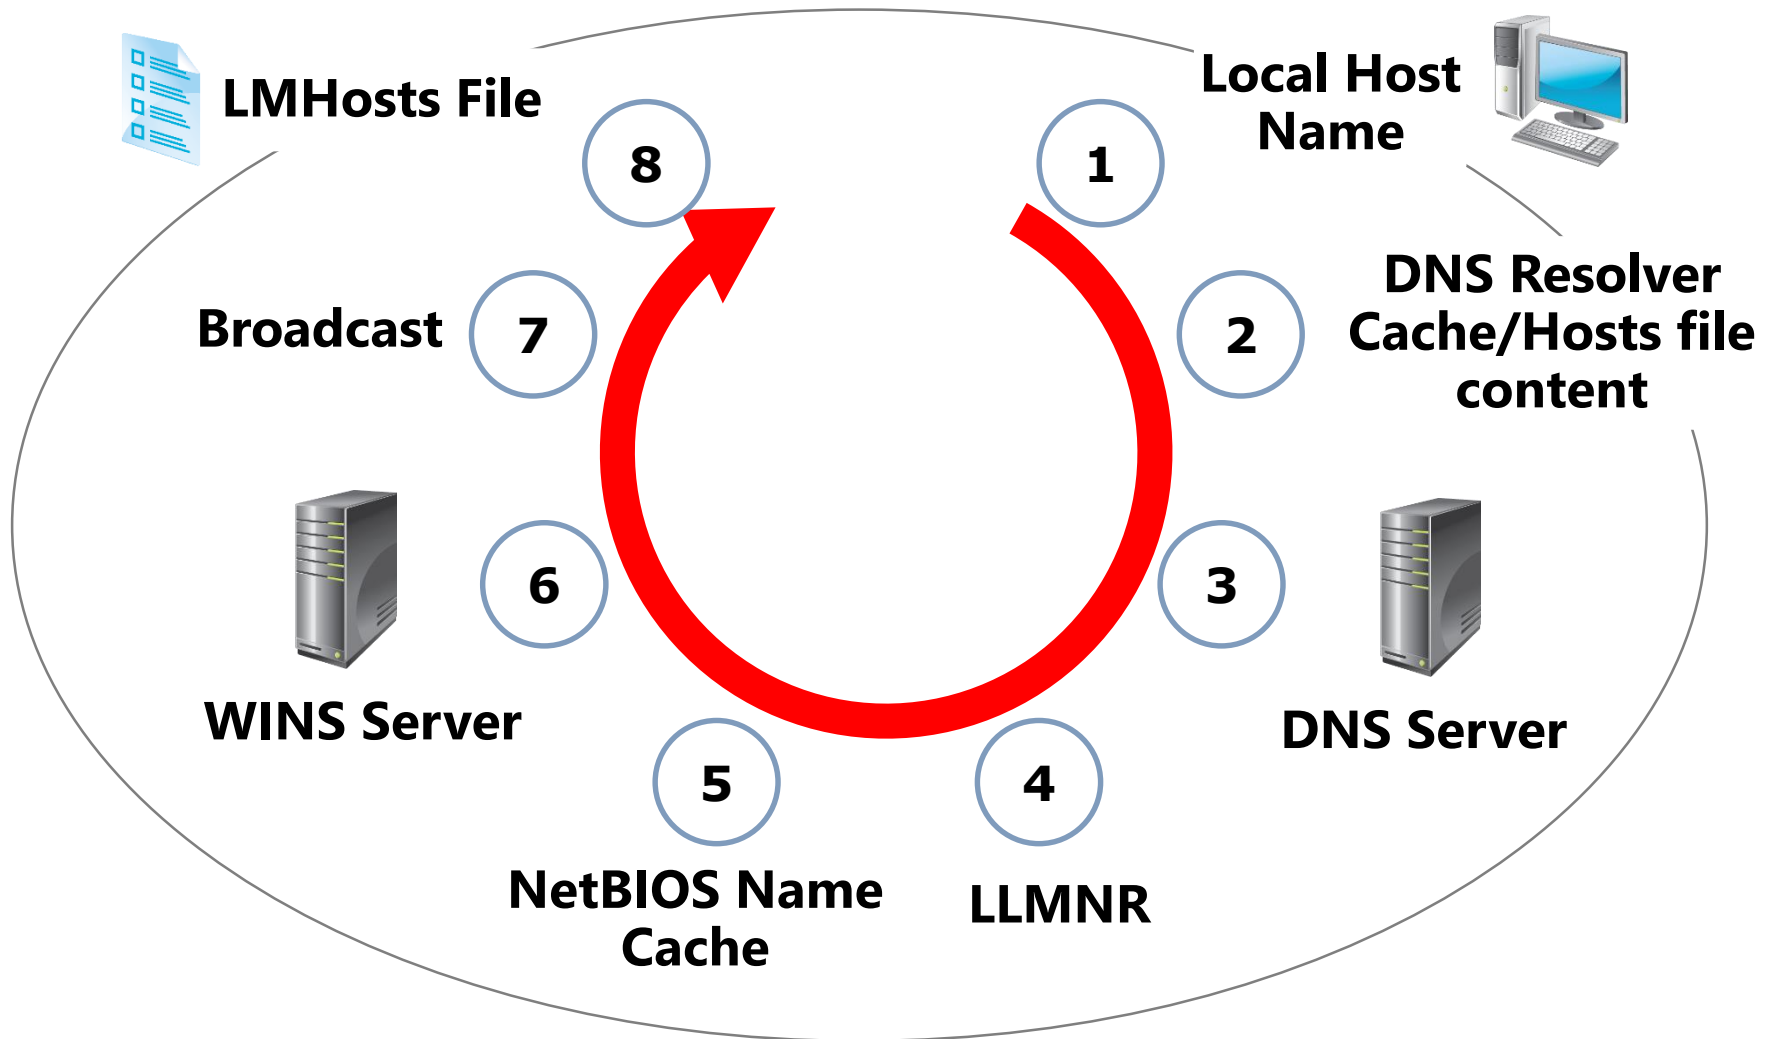 Local Host
Name
1
DNS Resolver
Cache/Hosts file
content
2
3
DNS Server
4
LLMNR
5
NetBIOS Name
Cache
6
WINS Server
7
Broadcast
8
LMHosts File